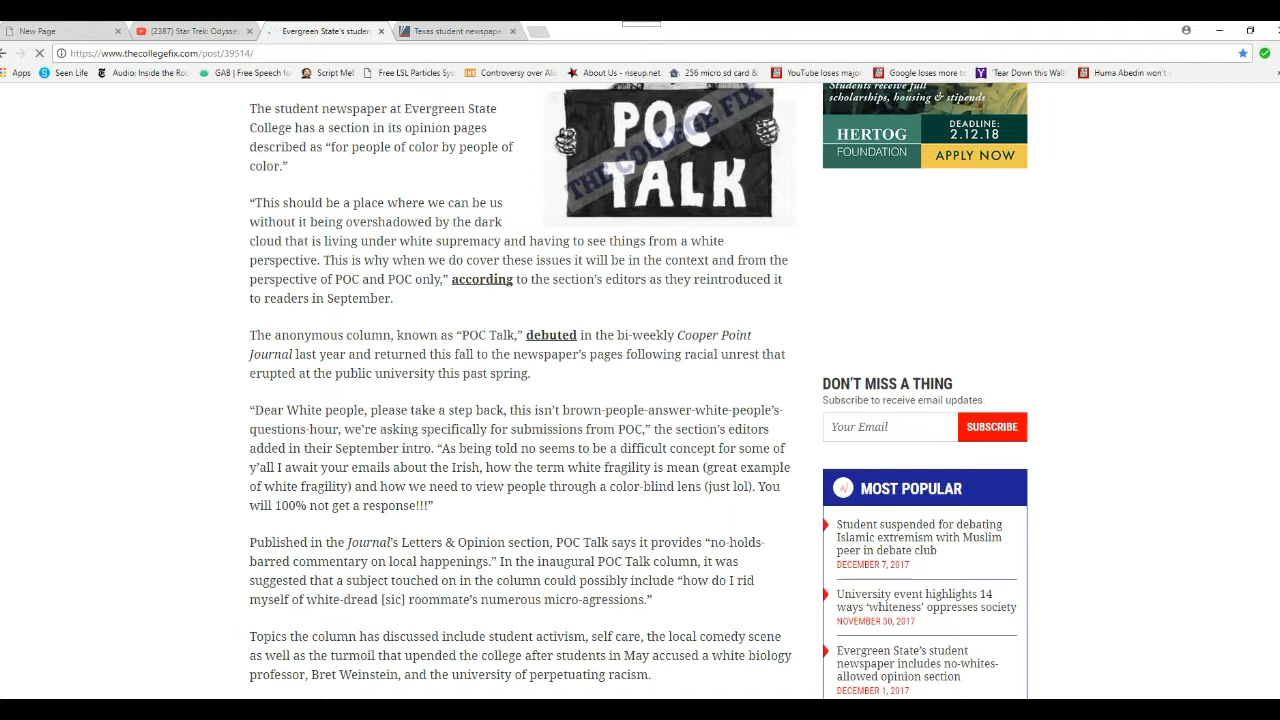 New Page
(2387) Star Trek: Odysse
Evergreen State's studen
Texas student newspape
https://www.thecollegefix.com/post/39514/
Apps
Seen Life
Audio: Inside the Ro
GAB | Free Speech fo
Script Me!
Free LSL Particles Sys
Controversy over Ali
About Us - riseup.net
256 micro sd card &
YouTube loses major
Google loses more to
'Tear Down this Wall
Huma Abedin won't
The student newspaper at Evergreen State
College has a section in its opinion pages
described as “for people of color by people of
color.”
POC
TALK
THE COLLEGE FIX
“This should be a place where we can be us
without it being overshadowed by the dark
cloud that is living under white supremacy and having to see things from a white
perspective. This is why when we do cover these issues it will be in the context and from the
perspective of POC and POC only,” according to the section’s editors as they reintroduced it
to readers in September.
The anonymous column, known as “POC Talk,” debuted in the bi-weekly Cooper Point
Journal last year and returned this fall to the newspaper’s pages following racial unrest that
erupted at the public university this past spring.
“Dear White people, please take a step back, this isn’t brown-people-answer-white-people’s-
questions-hour, we’re asking specifically for submissions from POC,” the section’s editors
added in their September intro. “As being told no seems to be a difficult concept for some of
y’all I await your emails about the Irish, how the term white fragility is mean (great example
of white fragility) and how we need to view people through a color-blind lens (just lol). You
will 100% not get a response!!!”
Published in the Journal’s Letters & Opinion section, POC Talk says it provides “no-holds-
barred commentary on local happenings.” In the inaugural POC Talk column, it was
suggested that a subject touched on in the column could possibly include “how do I rid
myself of white-dread [sic] roommate’s numerous micro-agressions.”
Topics the column has discussed include student activism, self care, the local comedy scene
as well as the turmoil that upended the college after students in May accused a white biology
professor, Bret Weinstein, and the university of perpetuating racism.
Students receive full
scholarships, housing & stipends
HERTOG
FOUNDATION
DEADLINE:
2.12.18
APPLY NOW
DON'T MISS A THING
Subscribe to receive email updates.
Your Email
SUBSCRIBE
MOST POPULAR
Student suspended for debating
Islamic extremism with Muslim
peer in debate club
DECEMBER 7, 2017
University event highlights 14
ways ‘whiteness’ oppresses society
NOVEMBER 30, 2017
Evergreen State’s student
newspaper includes no-whites-
allowed opinion section
DECEMBER 1, 2017